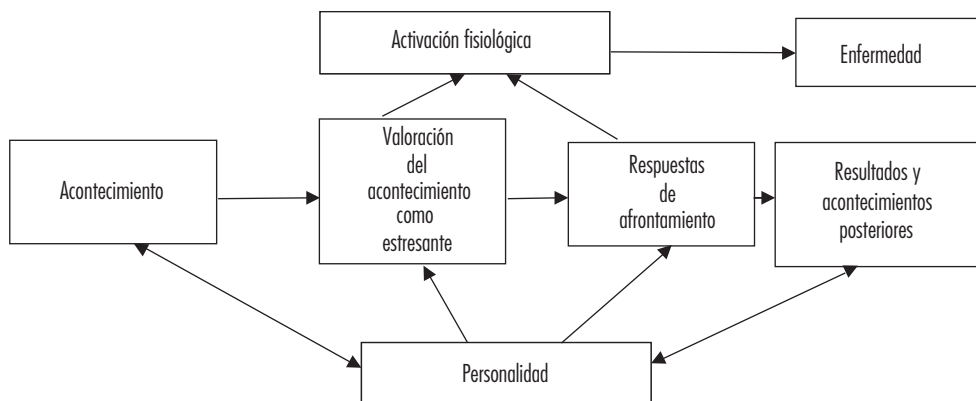 Activación fisiológica
Enfermedad
Acontecimiento
Valoración
del
acontecimiento
como
estresante
Respuestas
de
afrontamiento
Resultados y
acontecimientos
posteriores
Personalidad